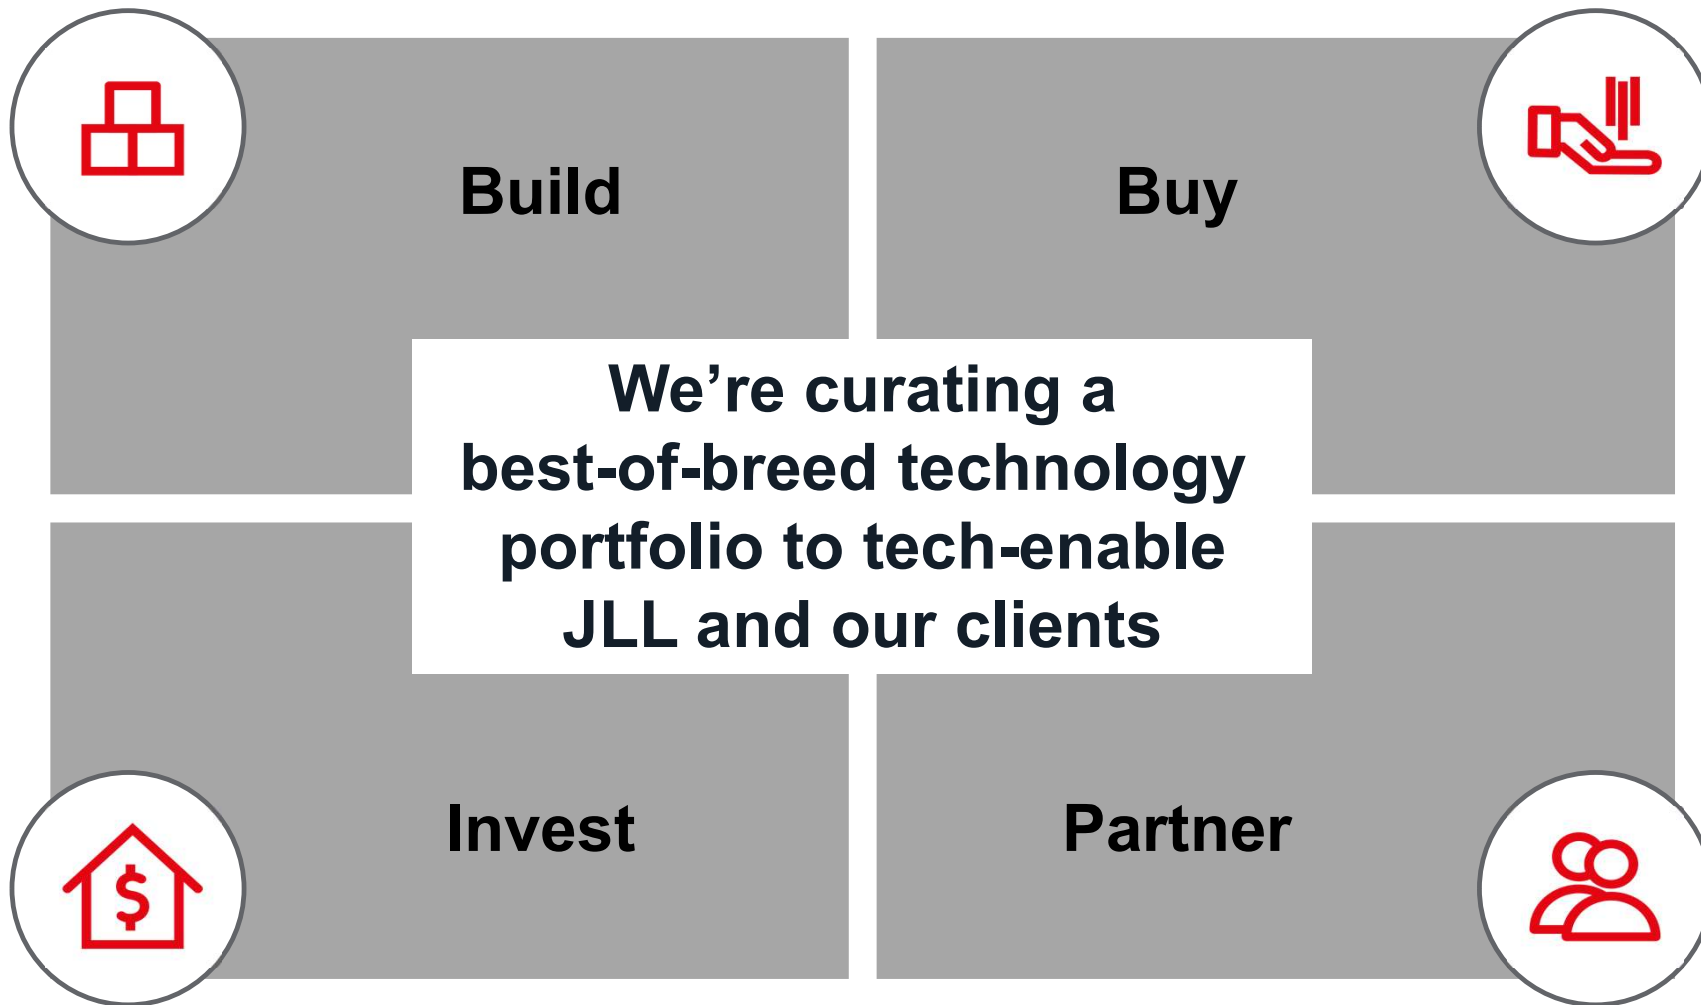 Build
Buy
We’re curating a
best-of-breed technology
portfolio to tech-enable
JLL and our clients
Invest
Partner
$